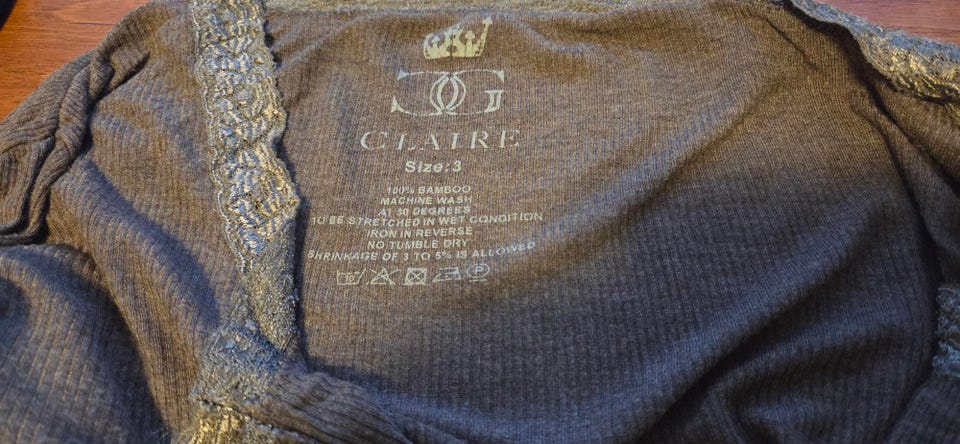 CLAIRE
Size:3
100% BAMBOO
MACHINE WASH
AT 30 DEGREES
TO BE STRETCHED IN WET CONDITION
IRON IN REVERSE
NO TUMBLE DRY
SHRINKAGE OF 3 TO 5% IS ALLOWED